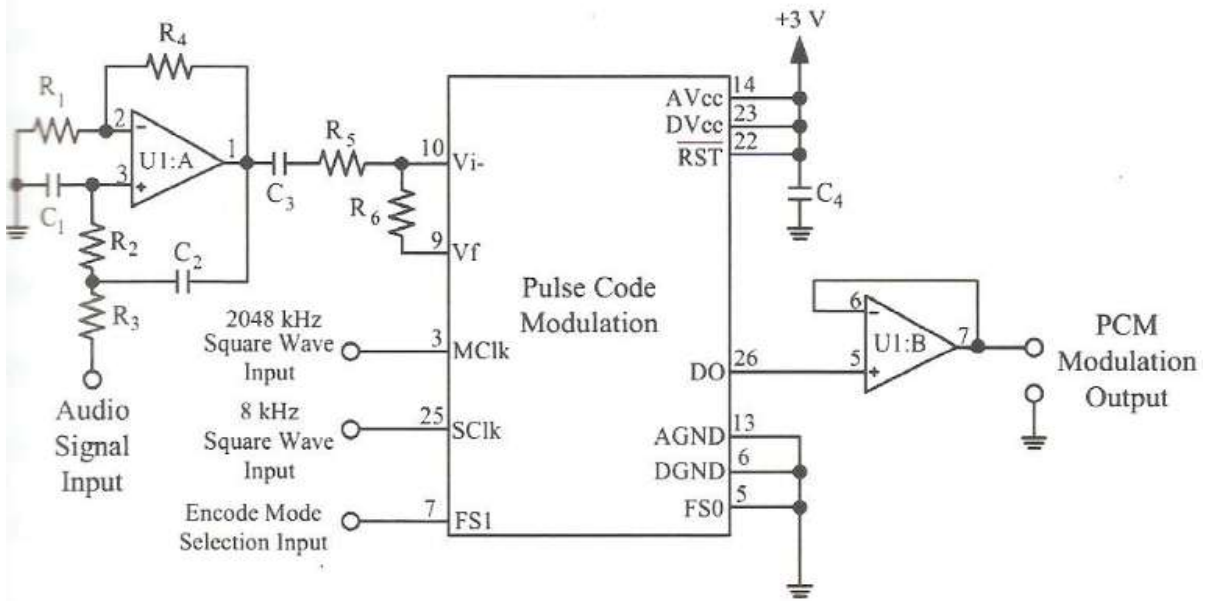 R4
+3 V
R1
2
-
U1:A
1
3
+
C1
R2
C2
R3
Audio
Signal
Input
C3
R5
R6
10
Vi-
9
Vf
Pulse Code
Modulation
2048 kHz
Square Wave
Input
3
MClk
8 kHz
Square Wave
Input
25
SClk
Encode Mode
Selection Input
7
FS1
14
AVcc
23
DVcc
22
RST
C4
26
DO
6
-
U1:B
7
5
+
PCM
Modulation
Output
13
AGND
6
DGND
5
FS0